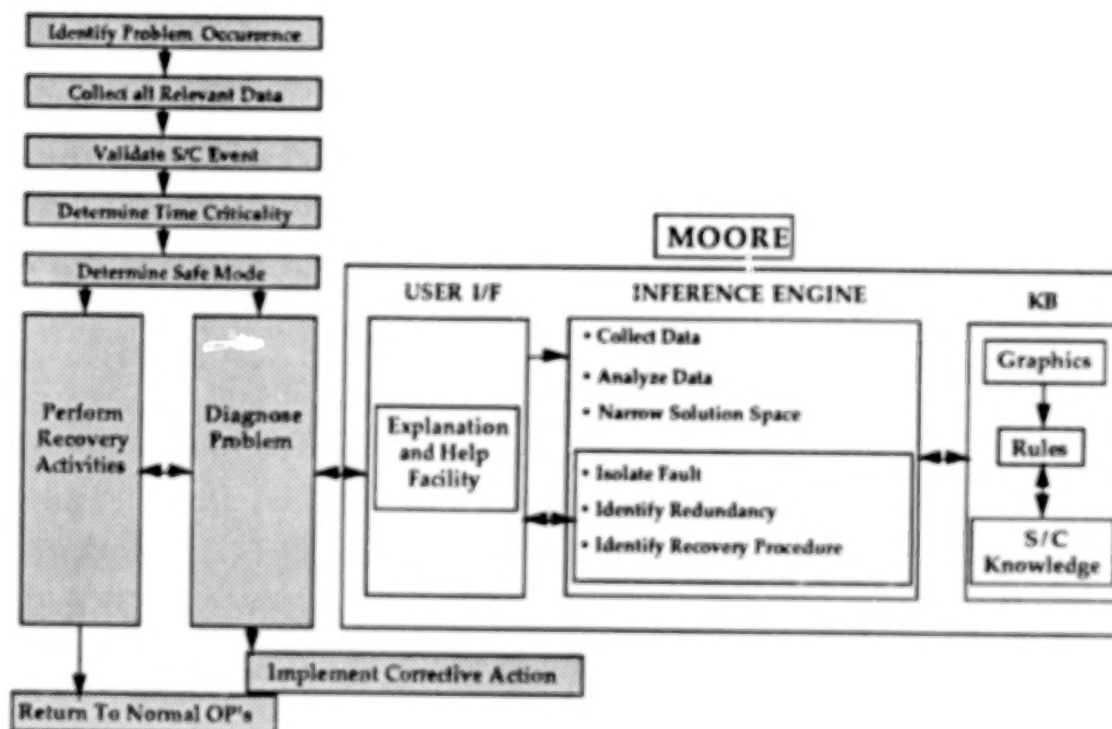 Identify Problem Occurrence
Collect all Relevant Data
Validate S/C Event
Determine Time Criticality
Determine Safe Mode
Perform
Recovery
Activities
Diagnose
Problem
Implement Corrective Action
Return To Normal OP's
MOORE
USER I/F
Explanation
and Help
Facility
INFERENCE ENGINE
• Collect Data
• Analyze Data
• Narrow Solution Space
• Isolate Fault
• Identify Redundancy
• Identify Recovery Procedure
KB
Graphics
Rules
S/C
Knowledge